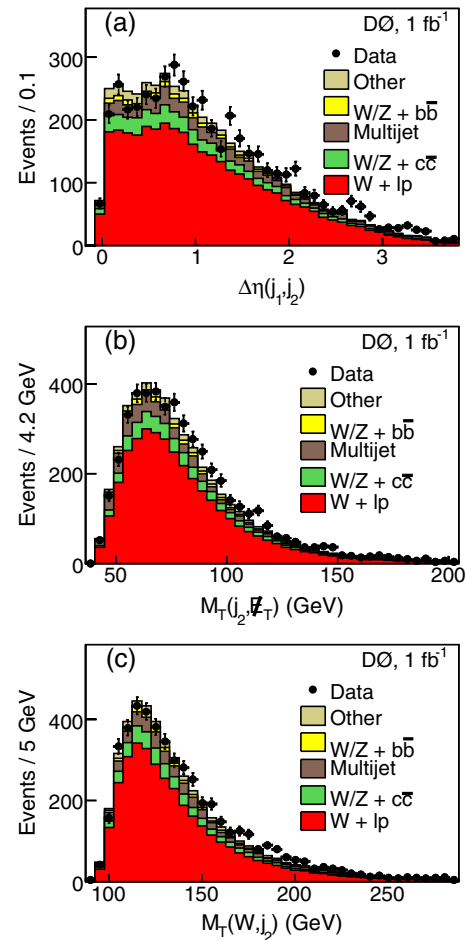 (a) DØ, 1 fb⁻¹
300
200
100
0
Events / 0.1
Data
Other
W/Z + bb̅
Multijet
W/Z + cc̅
W + lp
0 1 2 3
Δη(j₁,j₂)
(b) DØ, 1 fb⁻¹
400
200
0
Events / 4.2 GeV
Data
Other
W/Z + bb̅
Multijet
W/Z + cc̅
W + lp
50 100 150 200
M_T(j₂,E̸_T) (GeV)
(c) DØ, 1 fb⁻¹
400
200
0
Events / 5 GeV
Data
Other
W/Z + bb̅
Multijet
W/Z + cc̅
W + lp
100 150 200 250
M_T(W,j₂) (GeV)